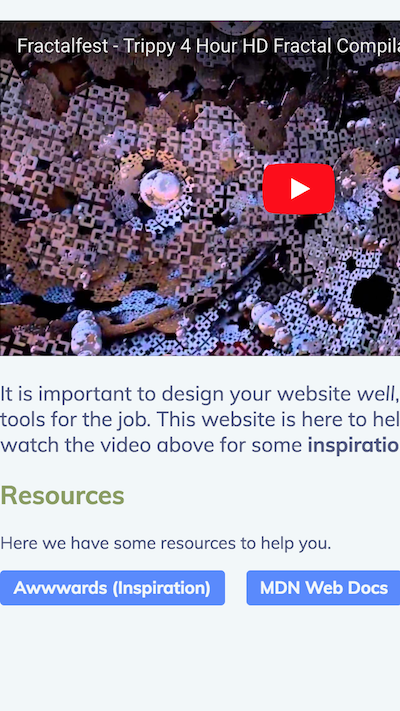 Fractalfest - Trippy 4 Hour HD Fractal Compila
It is important to design your website well,
tools for the job. This website is here to hel
watch the video above for some inspiratio
Resources
Here we have some resources to help you.
Awwwards (Inspiration) MDN Web Docs